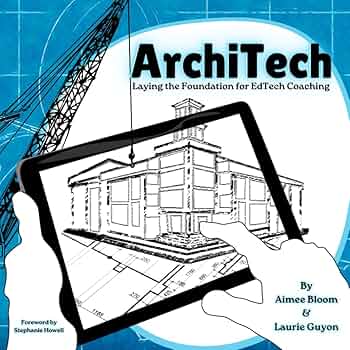 ArchiTech
Laying the Foundation for EdTech Coaching
By
Aimee Bloom
&
Laurie Guyon
Foreword by
Stephanie Howell